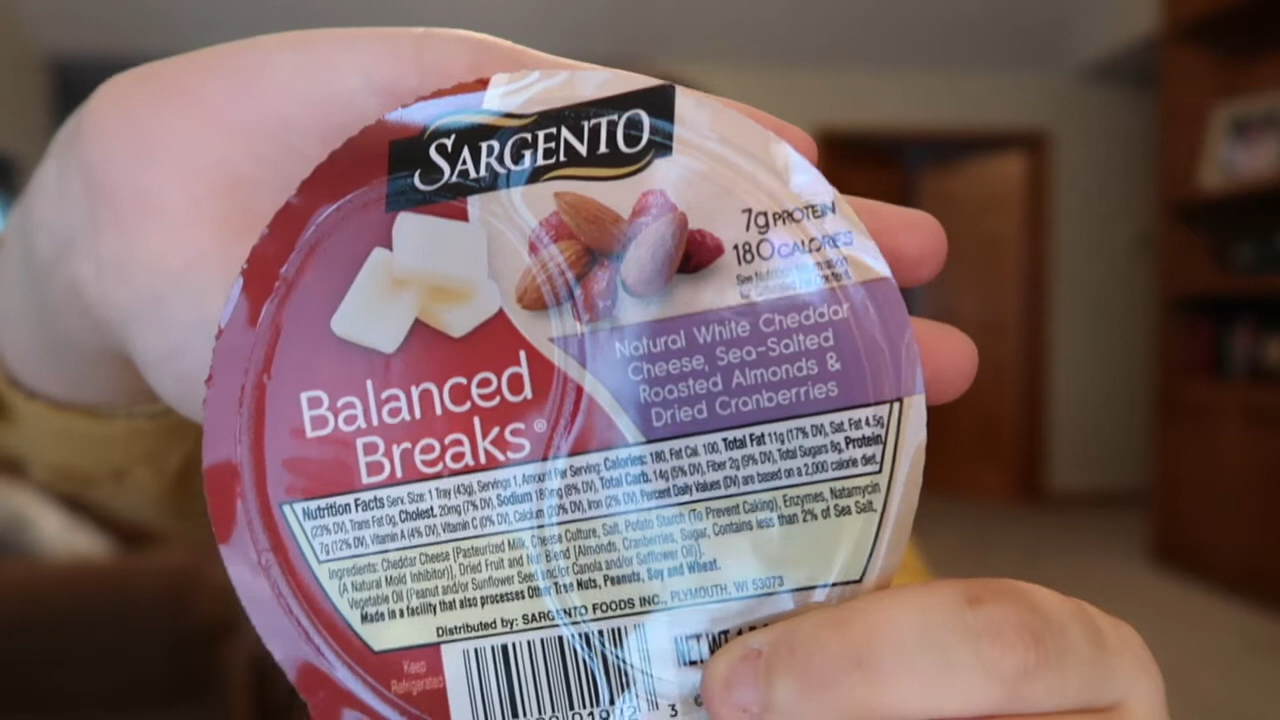 SARGENTO
7g PROTEIN
180 CALORIES
Natural White Cheddar
Cheese, Sea-Salted
Roasted Almonds &
Dried Cranberries
Balanced
Breaks®
Nutrition Facts Serv. Size: 1 Tray (43g), Servings 1, Amount Per Serving: Calories: 180, Fat Cal. 100, Total Fat 11g (17% DV), Sat. Fat 4.5g
(23% DV), Trans Fat 0g, Cholest. 20mg (7% DV), Sodium 180mg (8% DV), Total Carb. 14g (5% DV), Fiber 2g (9% DV), Total Sugars 8g, Protein,
7g (12% DV), Vitamin A (4% DV), Vitamin C (0% DV), Calcium (20% DV), Iron (2% DV). Percent Daily Values (DV) are based on a 2,000 calorie diet.
Ingredients: Cheddar Cheese [Pasteurized Milk, Cheese Culture, Salt, Potato Starch (To Prevent Caking), Enzymes, Natamycin
(A Natural Mold Inhibitor)], Dried Fruit and Nut Blend [Almonds, Cranberries, Sugar, Contains less than 2% of Sea Salt,
Vegetable Oil (Peanut and/or Sunflower Seed and/or Canola and/or Safflower Oil)].
Made in a facility that also processes Other Tree Nuts, Peanuts, Soy and Wheat.
Distributed by: SARGENTO FOODS INC., PLYMOUTH, WI 53073
Keep
Refrigerated
NET WT